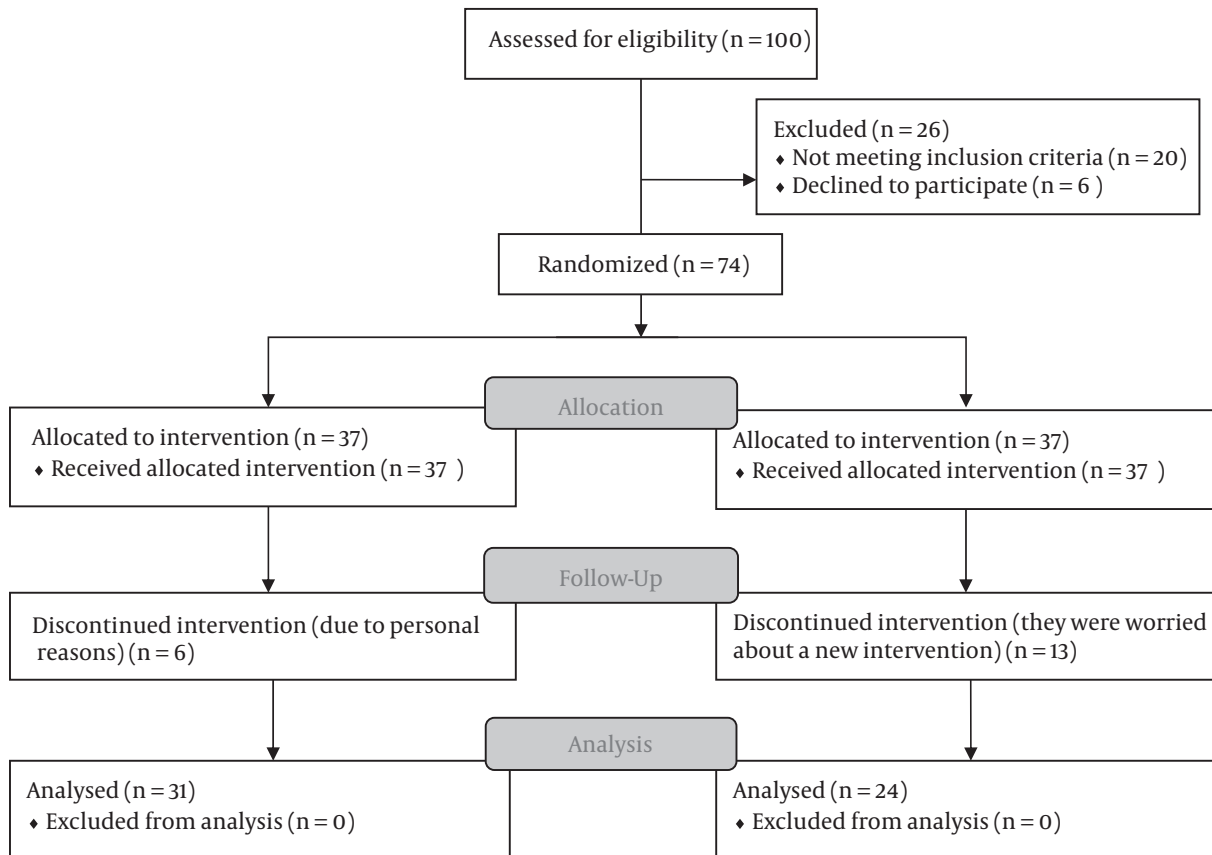 Assessed for eligibility (n = 100)
Excluded (n = 26)
♦ Not meeting inclusion criteria (n = 20)
♦ Declined to participate (n = 6 )
Randomized (n = 74)
Allocation
Allocated to intervention (n = 37)
♦ Received allocated intervention (n = 37 )
Allocated to intervention (n = 37)
♦ Received allocated intervention (n = 37 )
Follow-Up
Discontinued intervention (due to personal
reasons) (n = 6)
Discontinued intervention (they were worried
about a new intervention) (n = 13)
Analysis
Analysed (n = 31)
♦ Excluded from analysis (n = 0)
Analysed (n = 24)
♦ Excluded from analysis (n = 0)